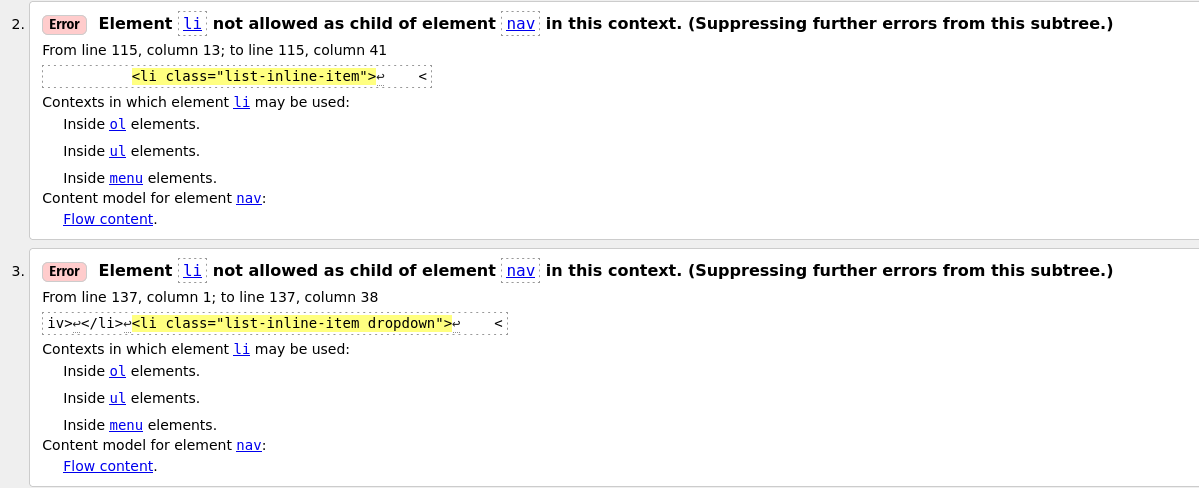 2. Error Element li not allowed as child of element nav in this context. (Suppressing further errors from this subtree.)
From line 115, column 13; to line 115, column 41
<li class="list-inline-item">↩    <
Contexts in which element li may be used:
Inside ol elements.
Inside ul elements.
Inside menu elements.
Content model for element nav:
Flow content.
3. Error Element li not allowed as child of element nav in this context. (Suppressing further errors from this subtree.)
From line 137, column 1; to line 137, column 38
iv>↩</li>↩<li class="list-inline-item dropdown">↩    <
Contexts in which element li may be used:
Inside ol elements.
Inside ul elements.
Inside menu elements.
Content model for element nav:
Flow content.